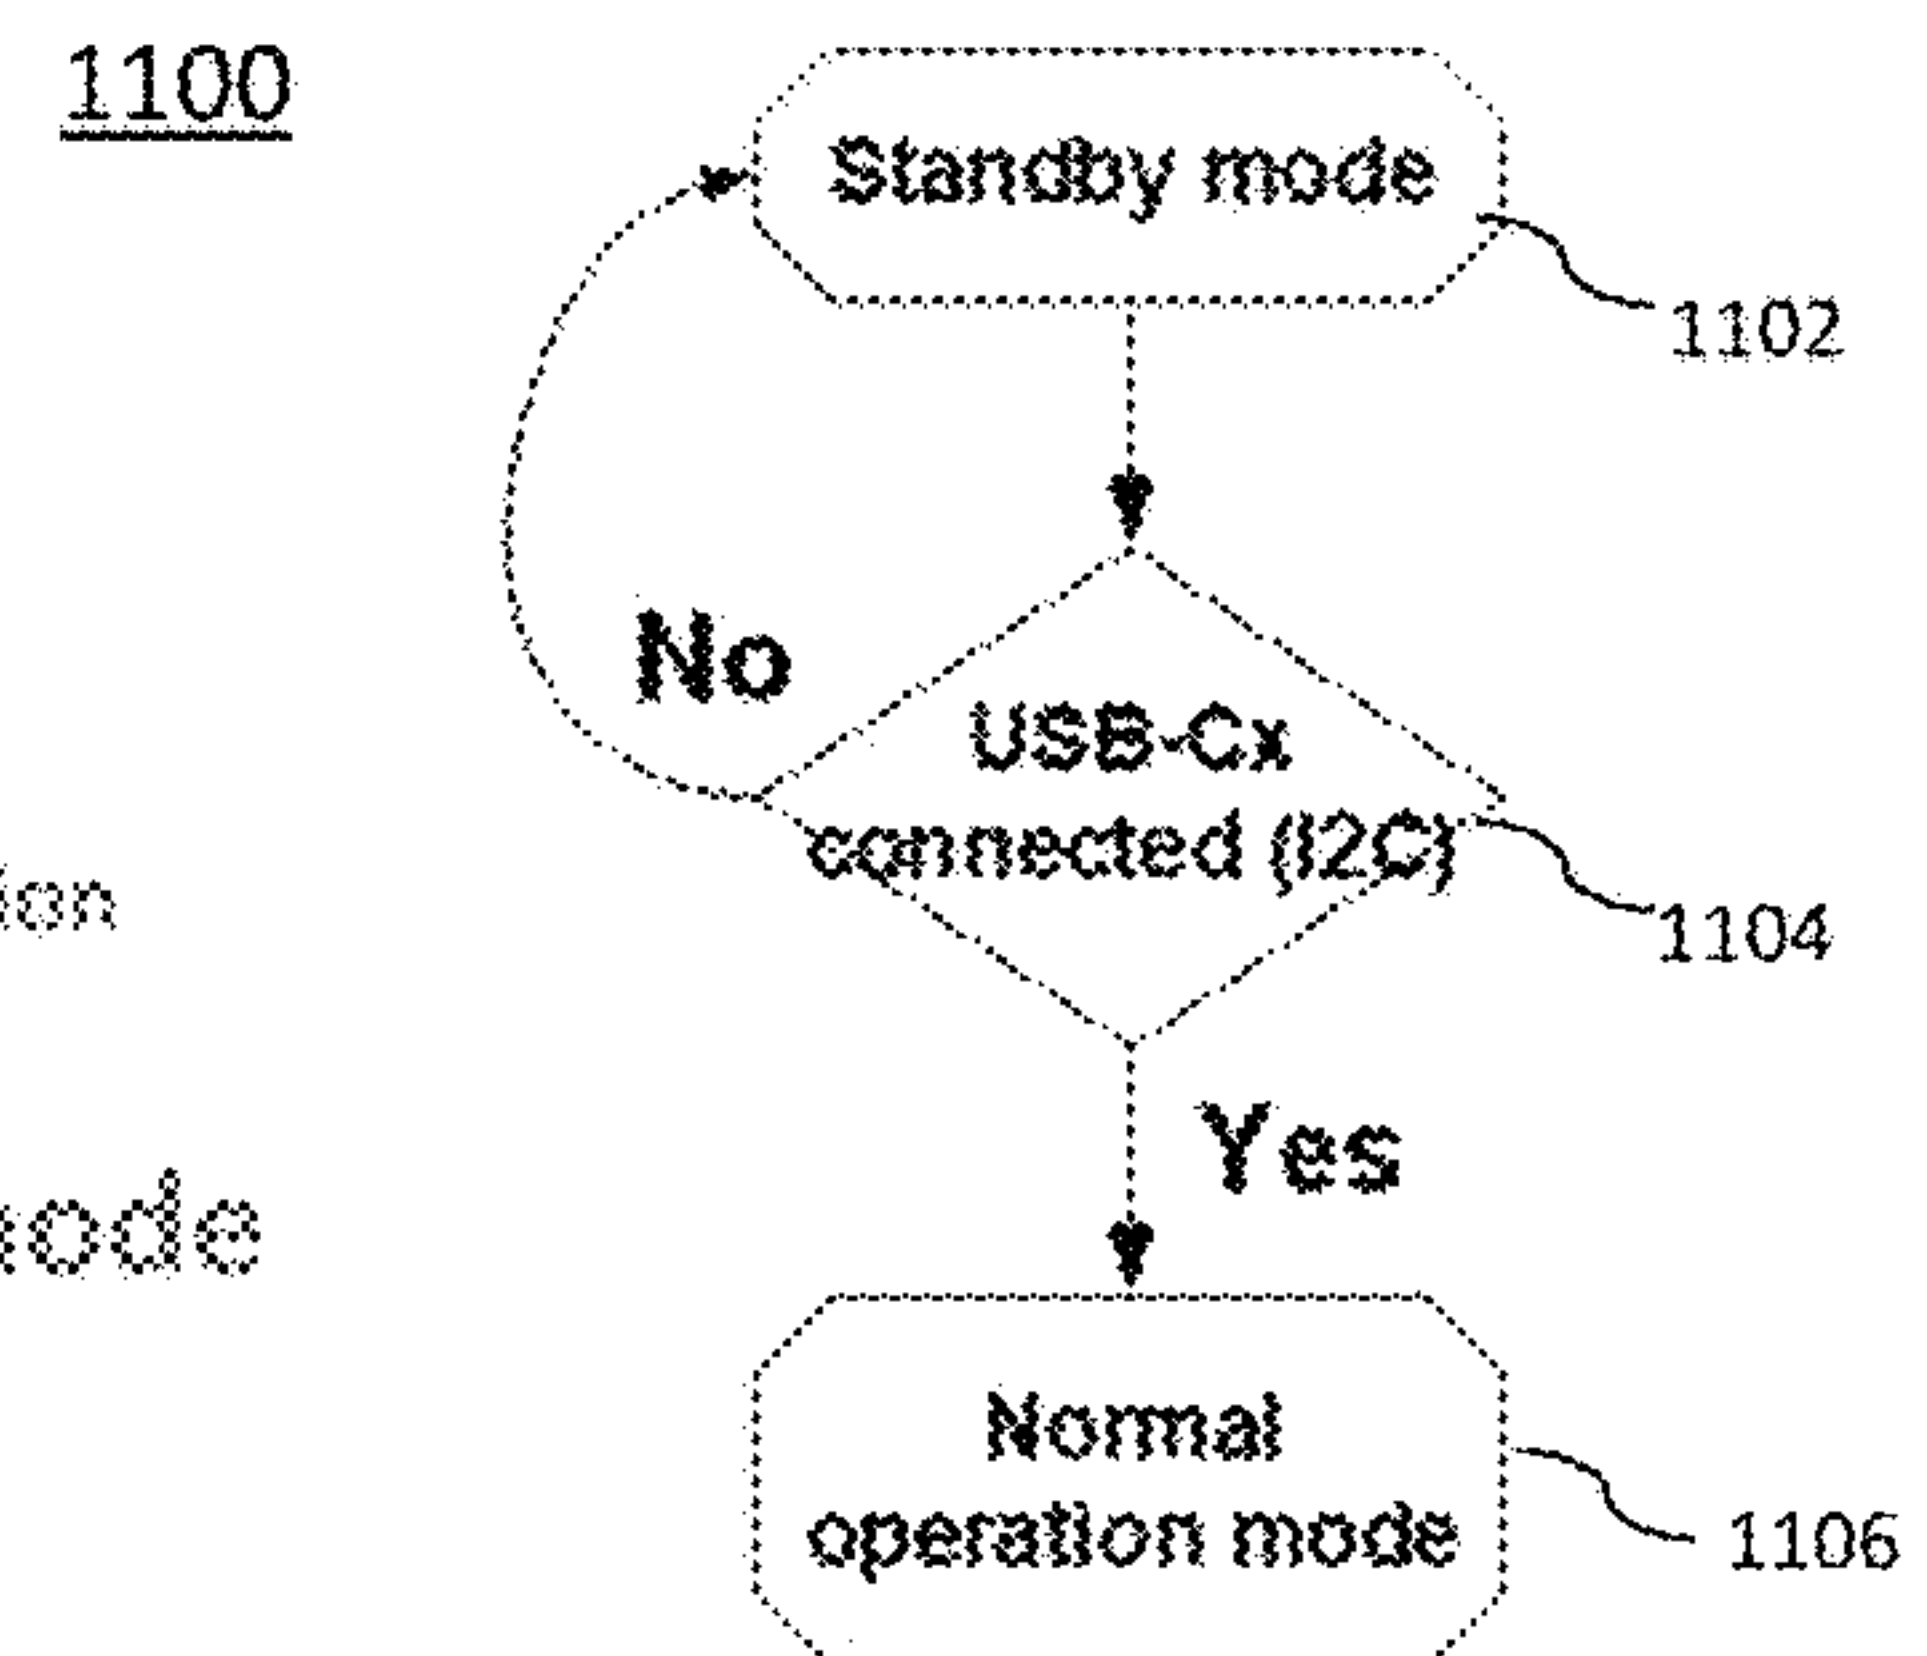 1100
Standby mode
1102
No
USB-Cx
connected (I2C)
1104
Yes
Normal
operation mode
1106